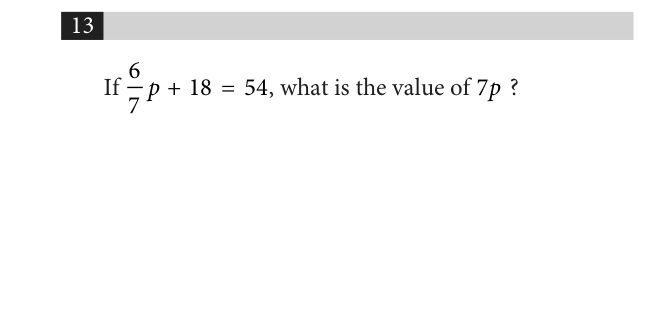 13
If 6/7 p + 18 = 54, what is the value of 7p ?